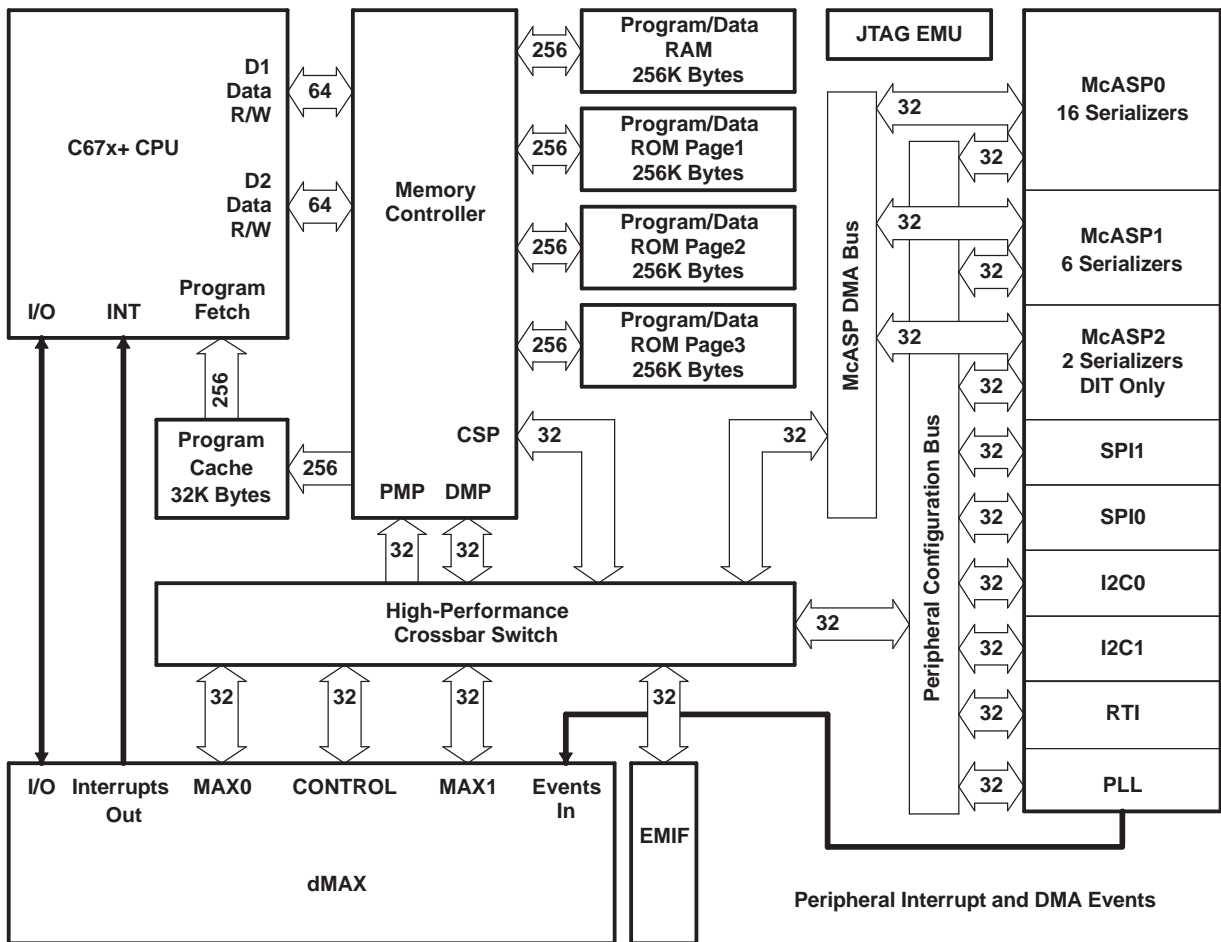 D1
Data
R/W
64
C67x+ CPU
D2
Data
R/W
64
I/O
INT
Program
Fetch
256
Program
Cache
32K Bytes
256
Memory
Controller
CSP
PMP
DMP
32
32
32
256
Program/Data
RAM
256K Bytes
256
Program/Data
ROM Page1
256K Bytes
256
Program/Data
ROM Page2
256K Bytes
256
Program/Data
ROM Page3
256K Bytes
JTAG EMU
McASP DMA Bus
32
Peripheral Configuration Bus
32
32
32
McASP0
16 Serializers
32
32
McASP1
6 Serializers
32
32
McASP2
2 Serializers
DIT Only
32
SPI1
32
SPI0
32
I2C0
32
I2C1
32
RTI
32
PLL
High-Performance
Crossbar Switch
32
32
32
32
I/O
Interrupts
Out
MAX0
CONTROL
MAX1
Events
In
dMAX
EMIF
Peripheral Interrupt and DMA Events